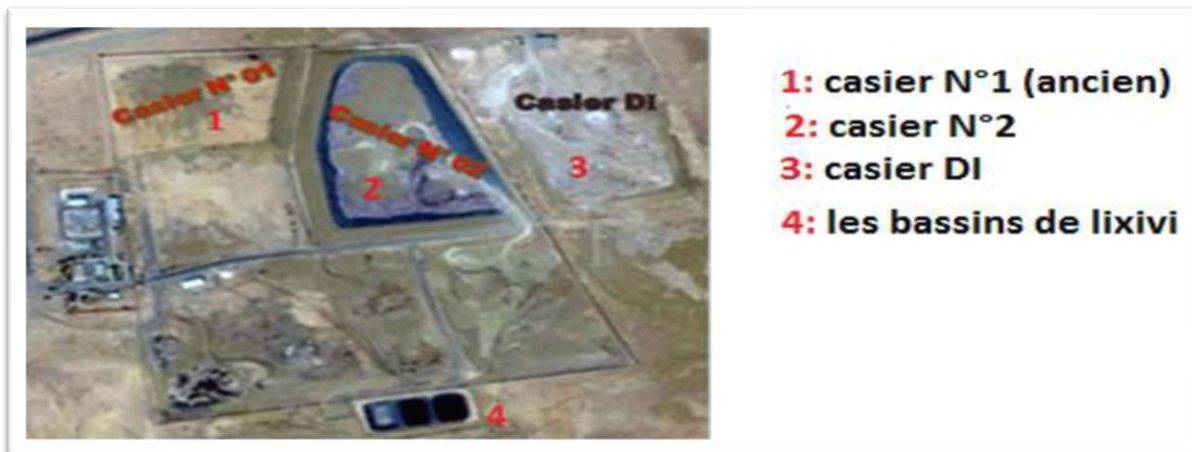 Casier N° 01
1
Casier N° 02
2
Casier DI
3
4
1: casier N°1 (ancien)
2: casier N°2
3: casier DI
4: les bassins de lixivi